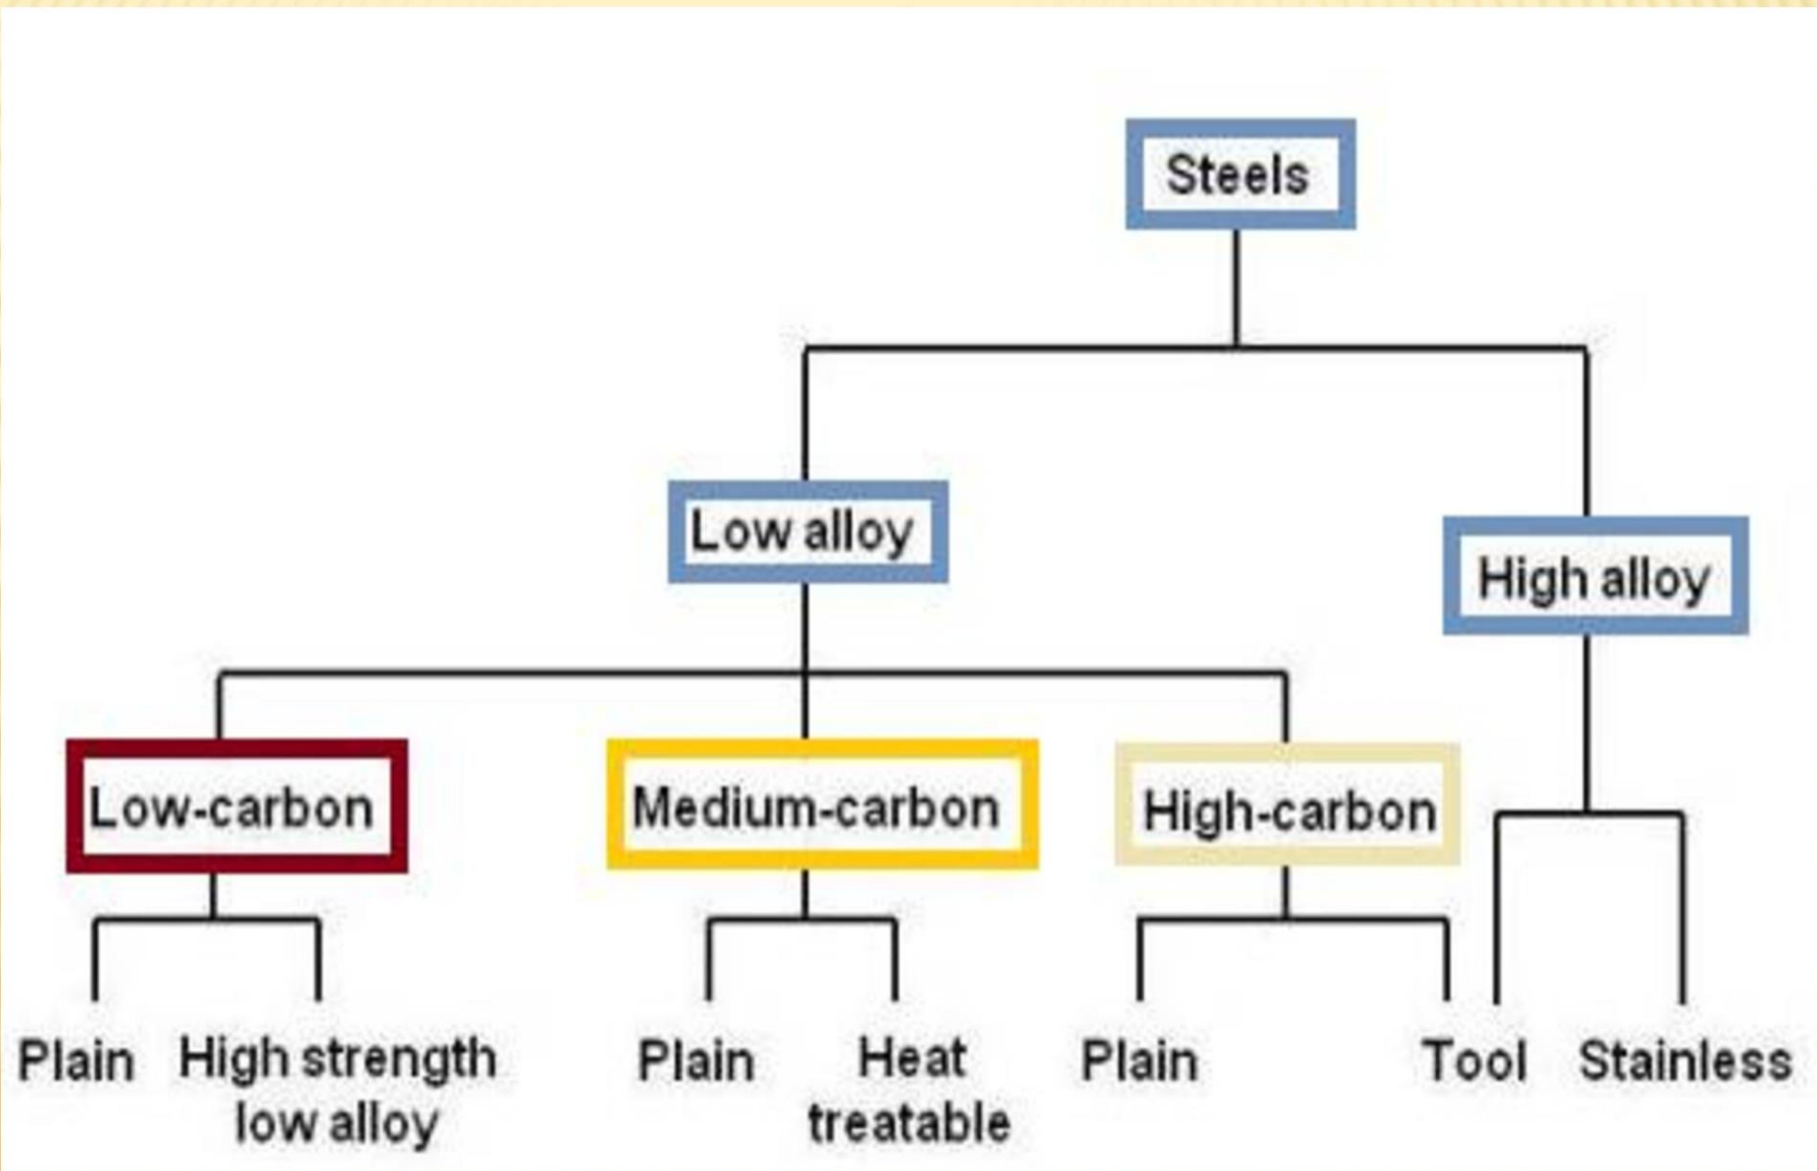 Steels
Low alloy
High alloy
Low-carbon
Medium-carbon
High-carbon
Plain
High strength
low alloy
Plain
Heat
treatable
Plain
Tool
Stainless